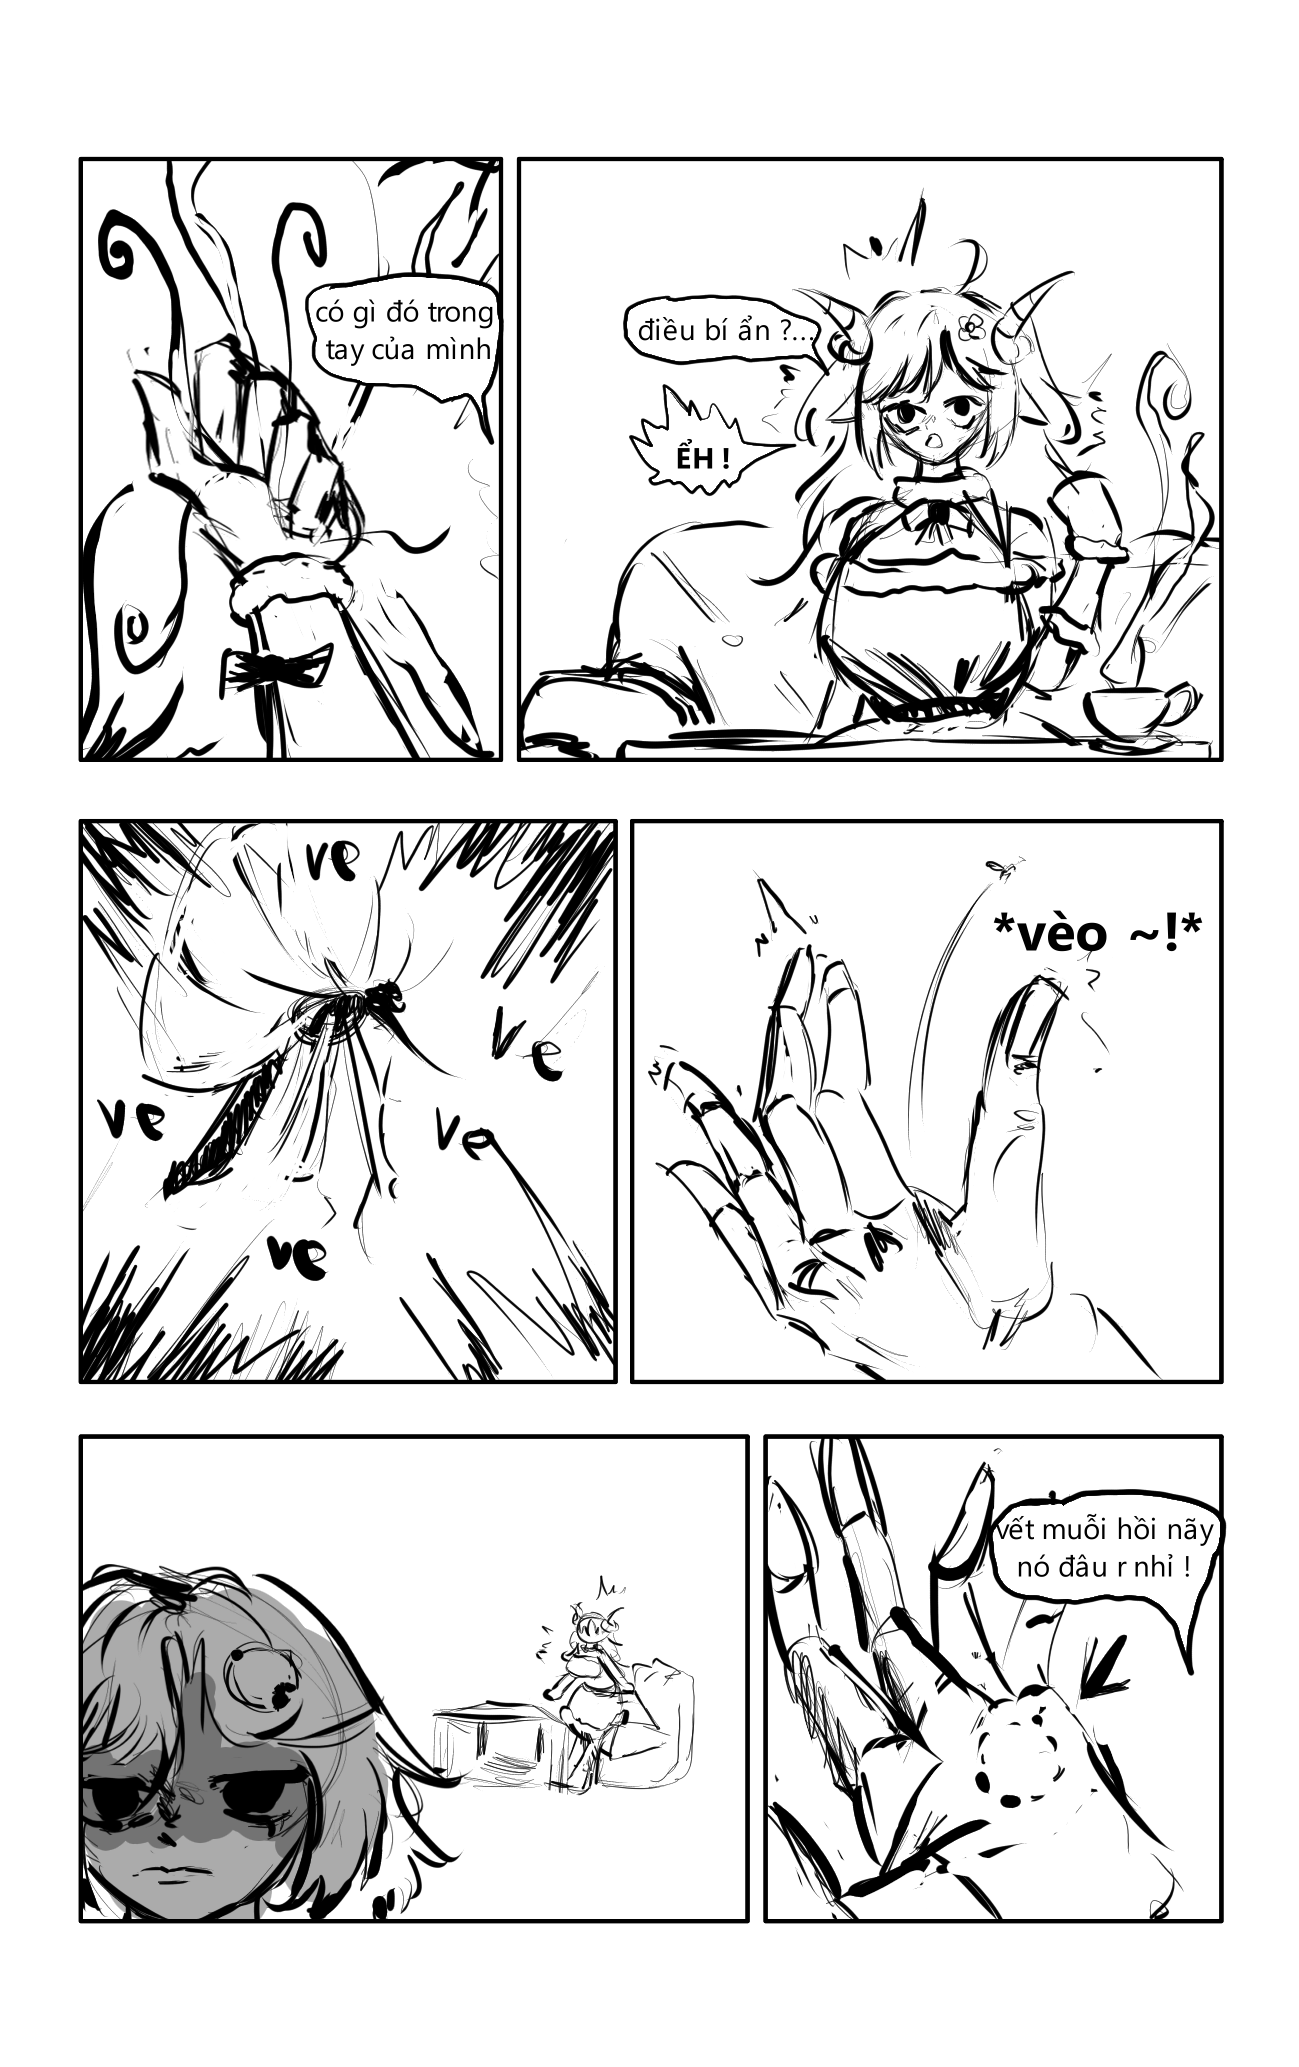 có gì đó trong
tay của mình
điều bí ẩn ?...
ỂH !
ve
ve
ve
ve
ve
*vèo ~!*
vết muỗi hồi nãy
nó đâu r nhỉ !